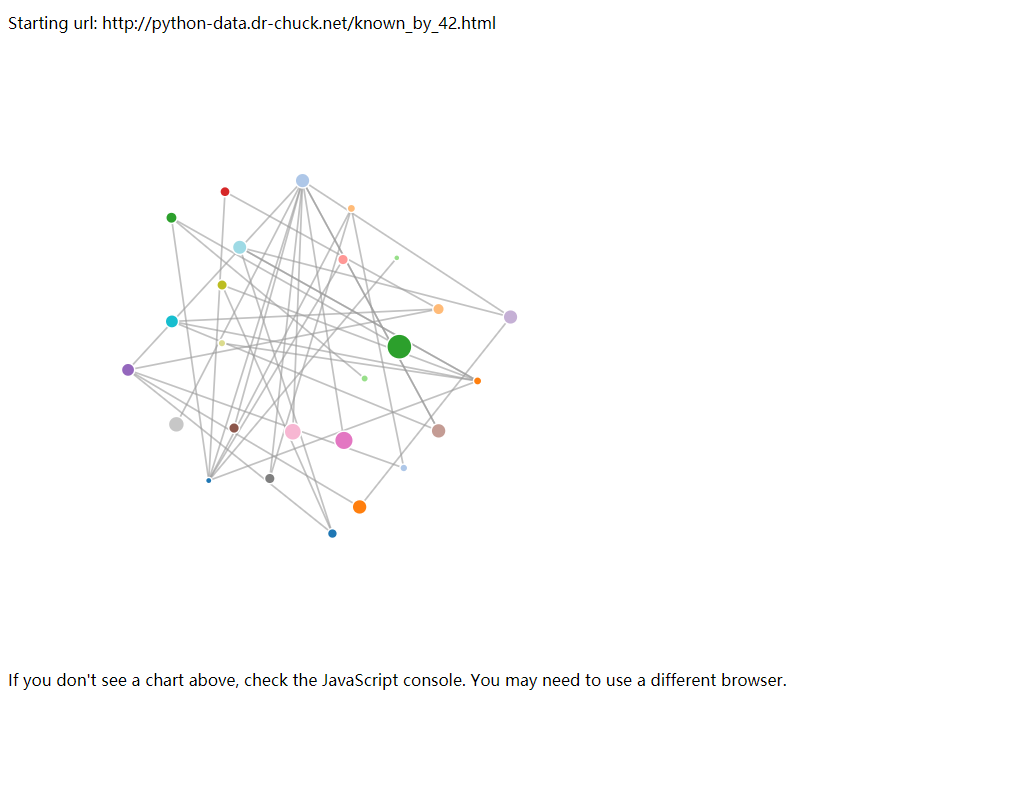 Starting url: http://python-data.dr-chuck.net/known_by_42.html
If you don't see a chart above, check the JavaScript console. You may need to use a different browser.